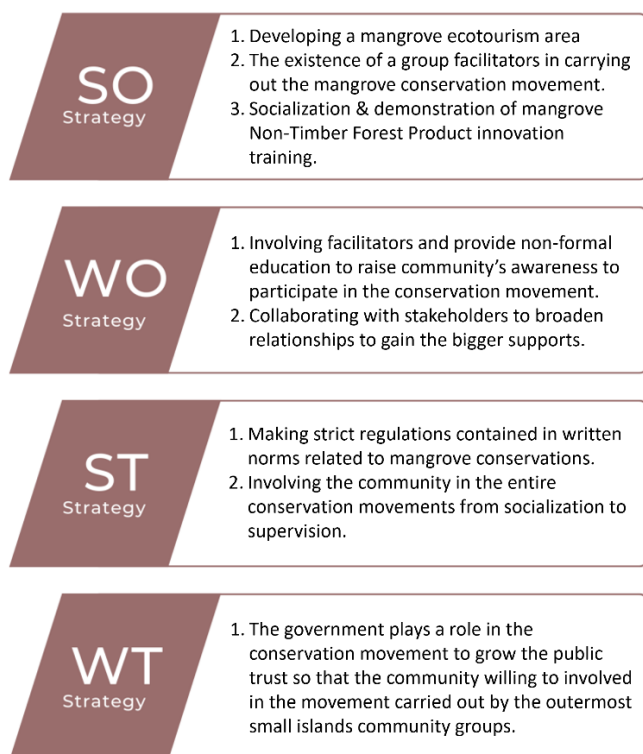 SO
Strategy
1. Developing a mangrove ecotourism area
2. The existence of a group facilitators in carrying
out the mangrove conservation movement.
3. Socialization & demonstration of mangrove
Non-Timber Forest Product innovation
training.
WO
Strategy
1. Involving facilitators and provide non-formal
education to raise community's awareness to
participate in the conservation movement.
2. Collaborating with stakeholders to broaden
relationships to gain the bigger supports.
ST
Strategy
1. Making strict regulations contained in written
norms related to mangrove conservations.
2. Involving the community in the entire
conservation movements from socialization to
supervision.
WT
Strategy
1. The government plays a role in the
conservation movement to grow the public
trust so that the community willing to involved
in the movement carried out by the outermost
small islands community groups.